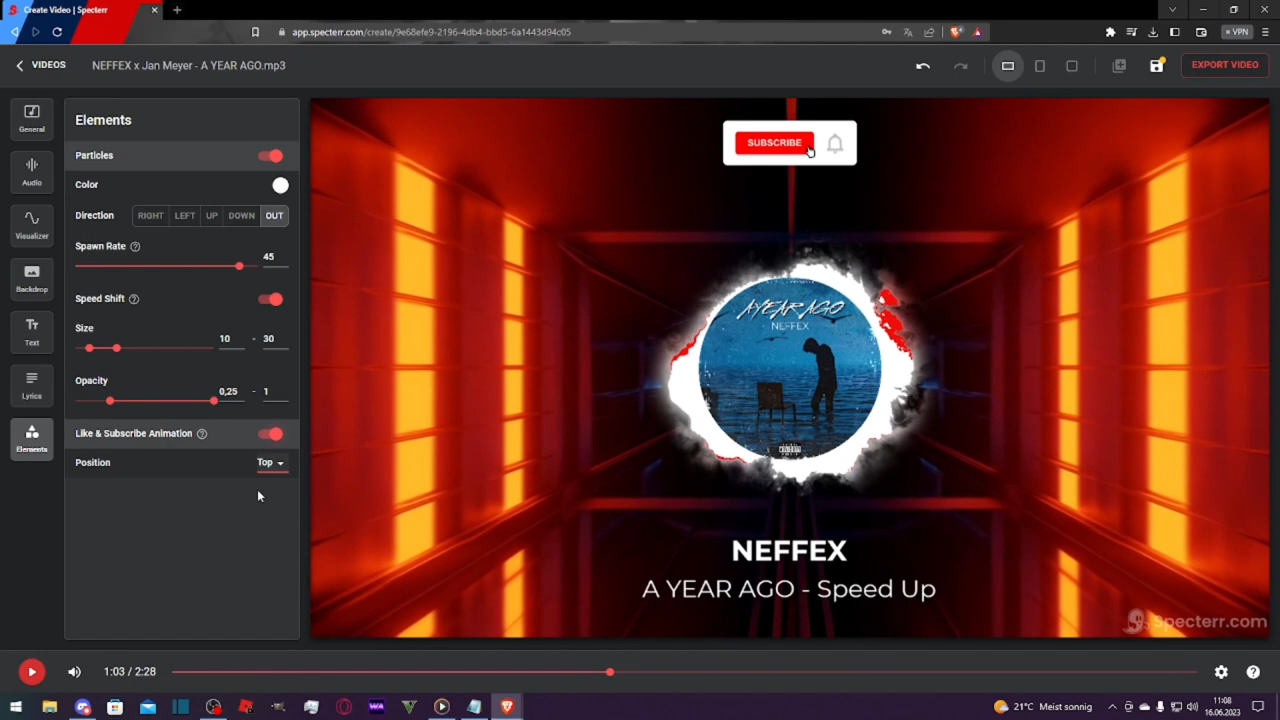 Create Video | Specterr
app.specterr.com/create/9e68efe9-2196-4db4-bbd5-6a1443d94c05
VPN
VIDEOS
NEFFEX x Jan Meyer - A YEAR AGO.mp3
EXPORT VIDEO
General
Audio
Visualizer
Backdrop
Text
Lyrics
Elements
Elements
Particles
Color
Direction
RIGHT LEFT UP DOWN OUT
Spawn Rate
45
Speed Shift
Size
10 - 30
Opacity
0,25 - 1
Like & Subscribe Animation
Position
Top
SUBSCRIBE
A YEAR AGO
NEFFEX
NEFFEX
A YEAR AGO - Speed Up
Specterr.com
1:03 / 2:28
21°C Meist sonnig
11:08
16.06.2023